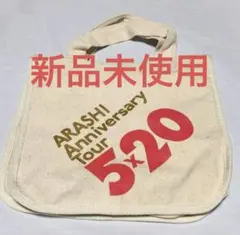 新品未使用
ARASHI
Anniversary
Tour
5×20